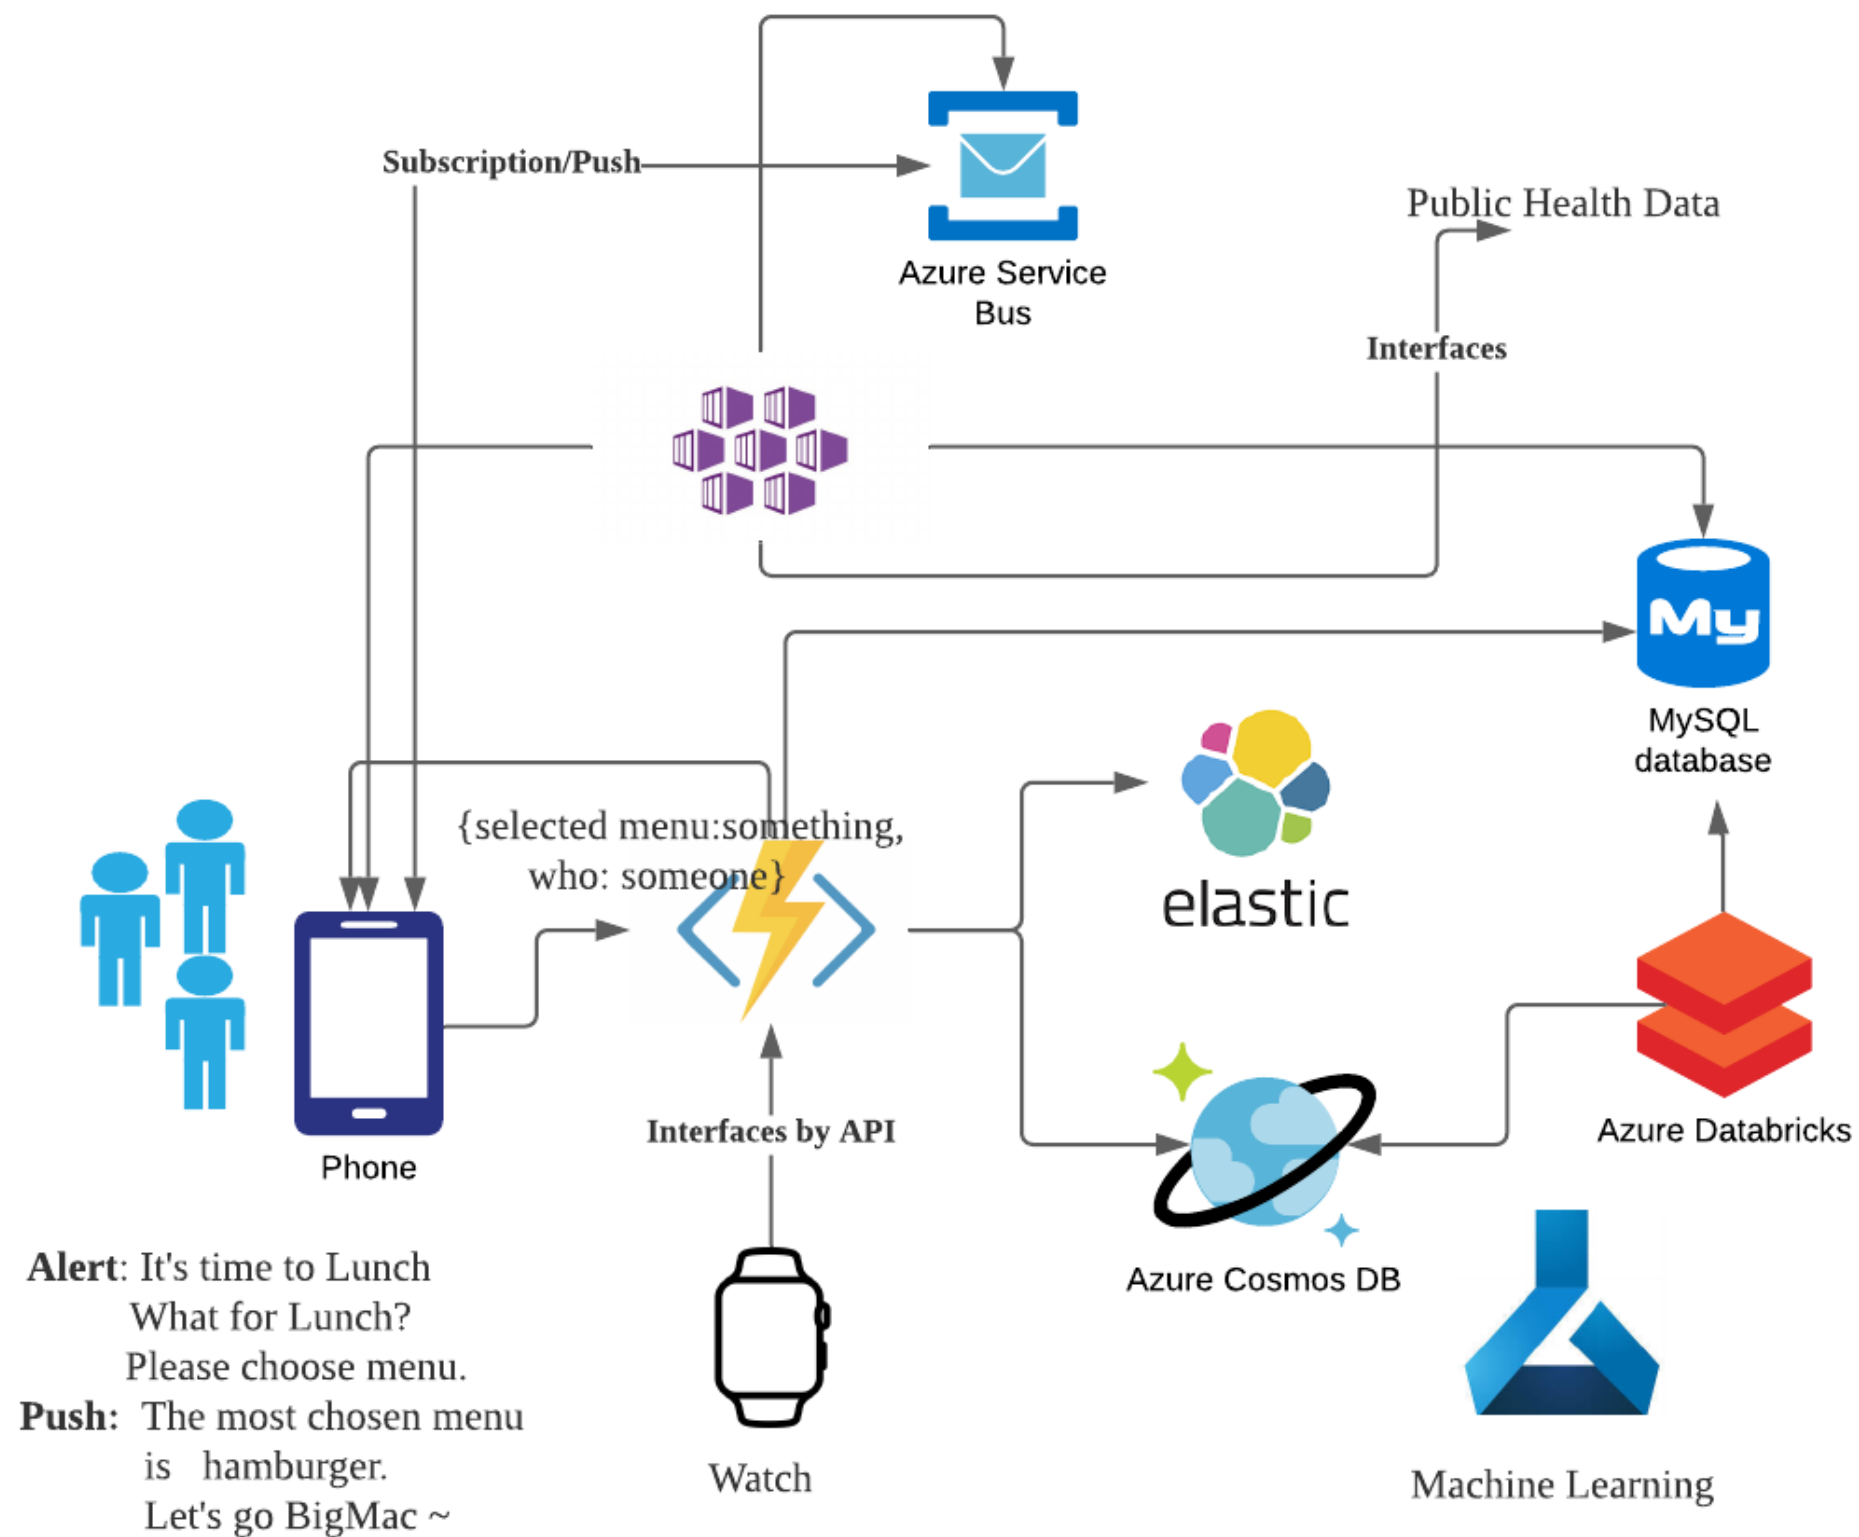 Subscription/Push
Azure Service
Bus
Public Health Data
Interfaces
My
MySQL
database
{selected menu:something,
who: someone}
elastic
Interfaces by API
Azure Databricks
Phone
Azure Cosmos DB
Alert: It's time to Lunch
What for Lunch?
Please choose menu.
Push: The most chosen menu
is hamburger.
Let's go BigMac ~
Watch
Machine Learning